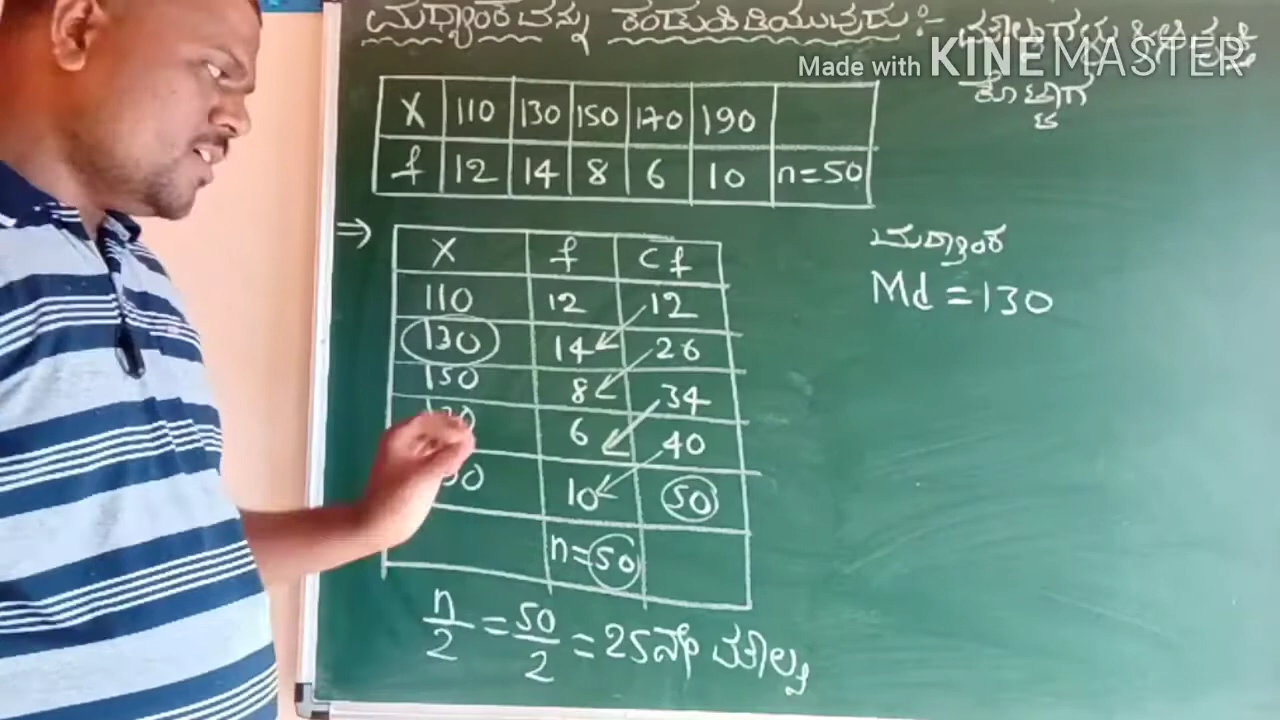 ಮಧ್ಯಾಂಕವನ್ನು ಕಂಡುಹಿಡಿಯುವುದು :-
Made with KINEMASTER
X 110 130 150 170 190
f 12 14 8 6 10 n=50
⇒
X f cf
110 12 12
130 14 26
150 8 34
6 40
10 50
n=50
n/2 = 50/2 = 25ನೇ ಮೌಲ್ಯ
ಮಧ್ಯಾಂಕ
Md = 130